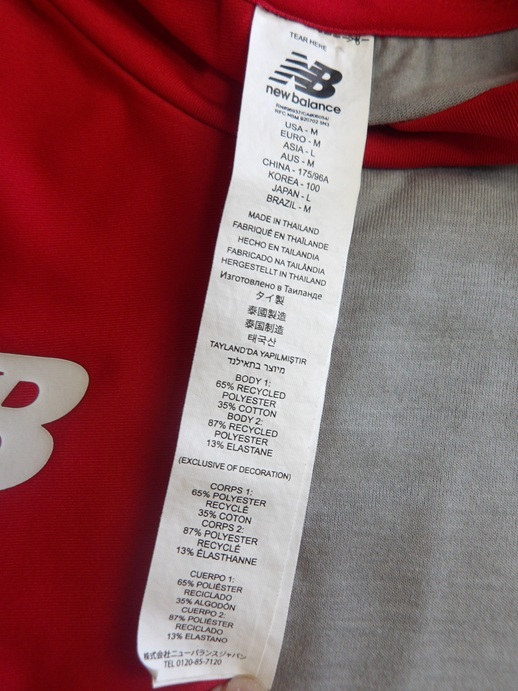 TEAR HERE
NB
new balance
USA - M
EURO - M
ASIA - L
AUS - M
CHINA - 175/96A
KOREA - 100
JAPAN - L
BRAZIL - M
MADE IN THAILAND
FABRIQUÉ EN THAÏLANDE
HECHO EN TAILANDIA
FABRICADO NA TAILÂNDIA
HERGESTELLT IN THAILAND
Изготовлено в Таиланде
タイ製
泰國製造
泰国制造
태국산
TAYLAND'DA YAPILMIŞTIR
מיוצר בתאילנד
BODY 1:
65% RECYCLED
POLYESTER
35% COTTON
BODY 2:
87% RECYCLED
POLYESTER
13% ELASTANE
(EXCLUSIVE OF DECORATION)
CORPS 1:
65% POLYESTER
RECYCLÉ
35% COTON
CORPS 2:
87% POLYESTER
RECYCLÉ
13% ÉLASTHANNE
CUERPO 1:
65% POLIÉSTER
RECICLADO
35% ALGODÓN
CUERPO 2:
87% POLIÉSTER
RECICLADO
13% ELASTANO
株式会社ニューバランスジャパン
TEL 0120-85-7120